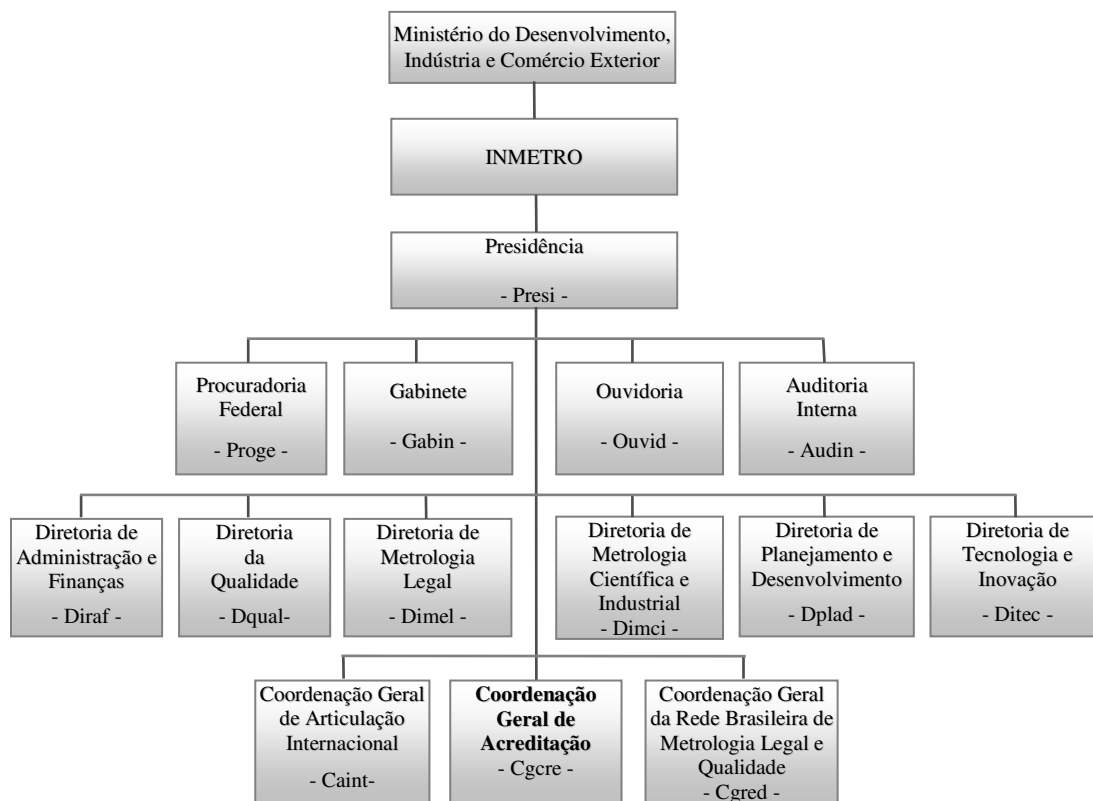 Ministério do Desenvolvimento,
Indústria e Comércio Exterior
INMETRO
Presidência
- Presi -
Procuradoria
Federal
- Proge -
Gabinete
- Gabin -
Ouvidoria
- Ouvid -
Auditoria
Interna
- Audin -
Diretoria de
Administração e
Finanças
- Diraf -
Diretoria
da
Qualidade
- Dqual-
Diretoria de
Metrologia
Legal
- Dimel -
Diretoria de
Metrologia
Científica e
Industrial
- Dimci -
Diretoria de
Planejamento e
Desenvolvimento
- Dplad -
Diretoria de
Tecnologia e
Inovação
- Ditec -
Coordenação Geral
de Articulação
Internacional
- Caint-
Coordenação
Geral de
Acreditação
- Cgcre -
Coordenação Geral
da Rede Brasileira de
Metrologia Legal e
Qualidade
- Cgred -